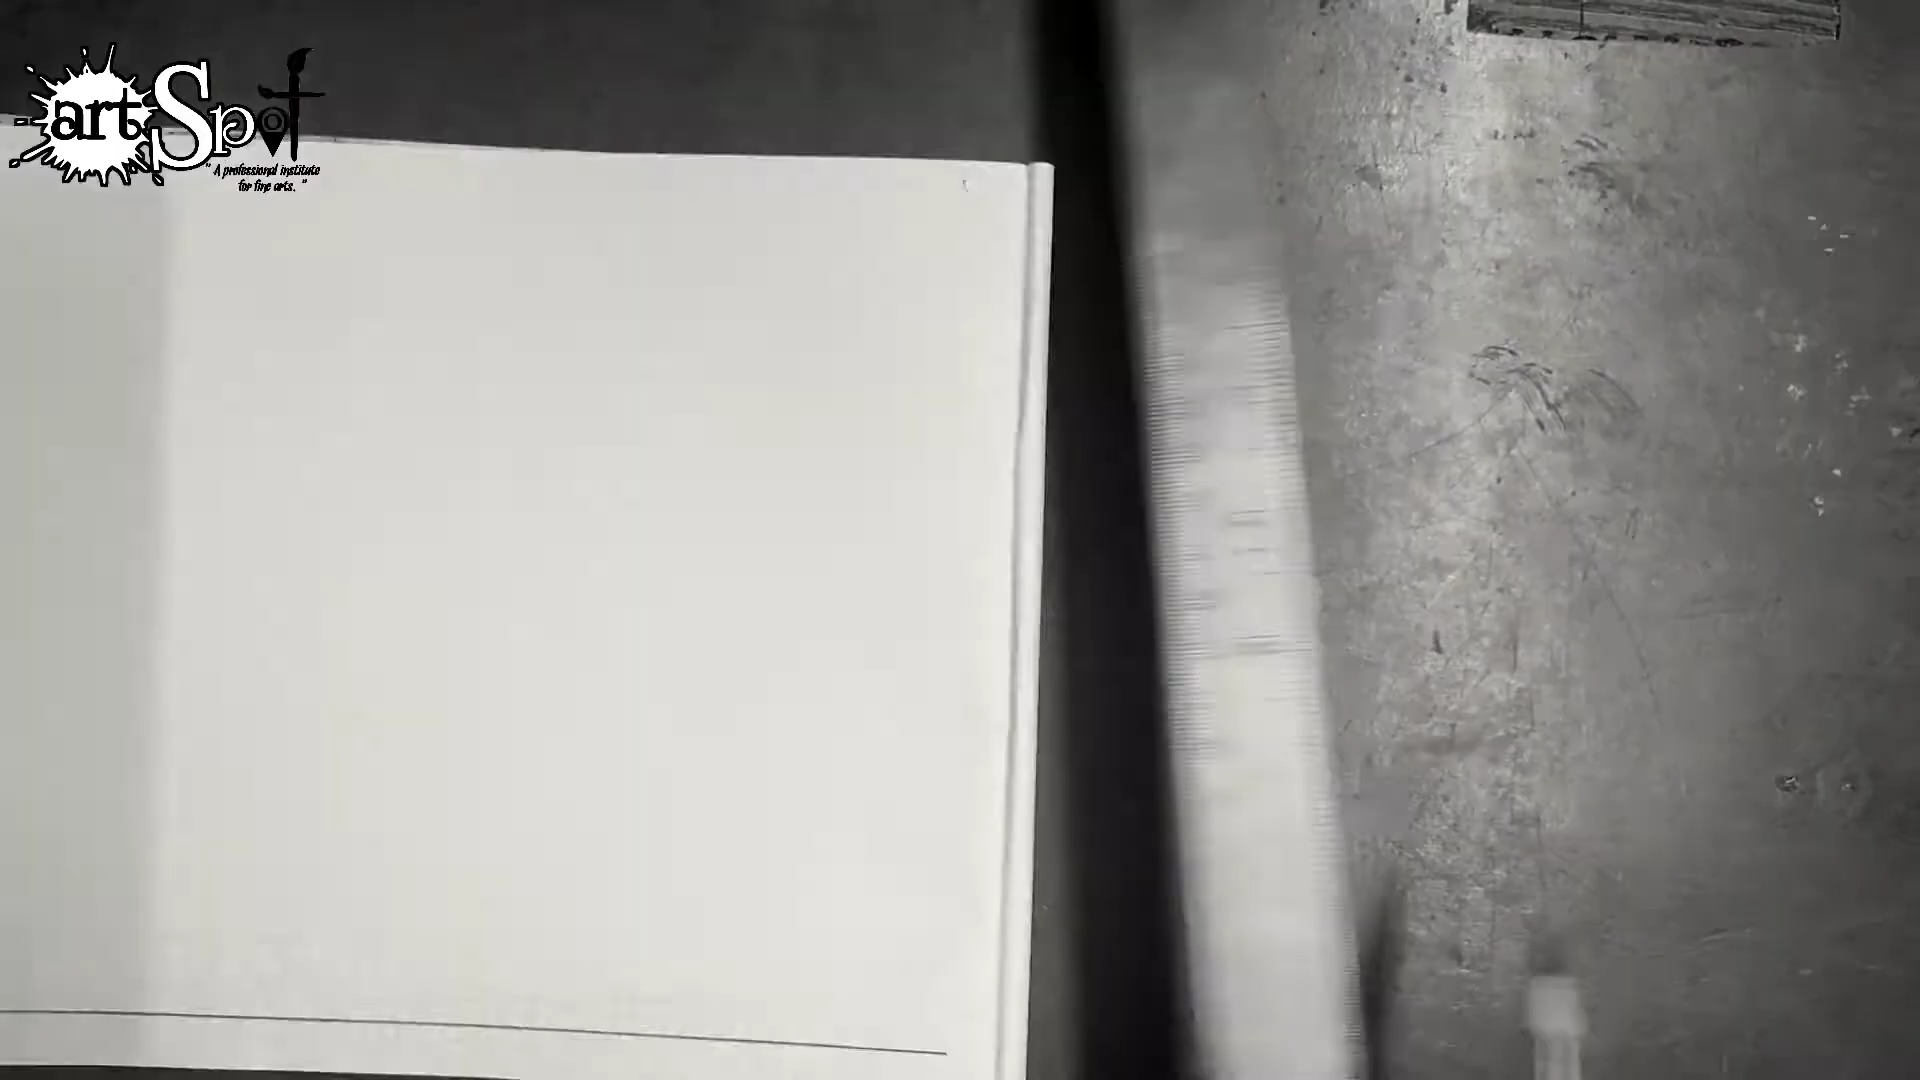 art Spot
" A professional institute
for fine arts. "